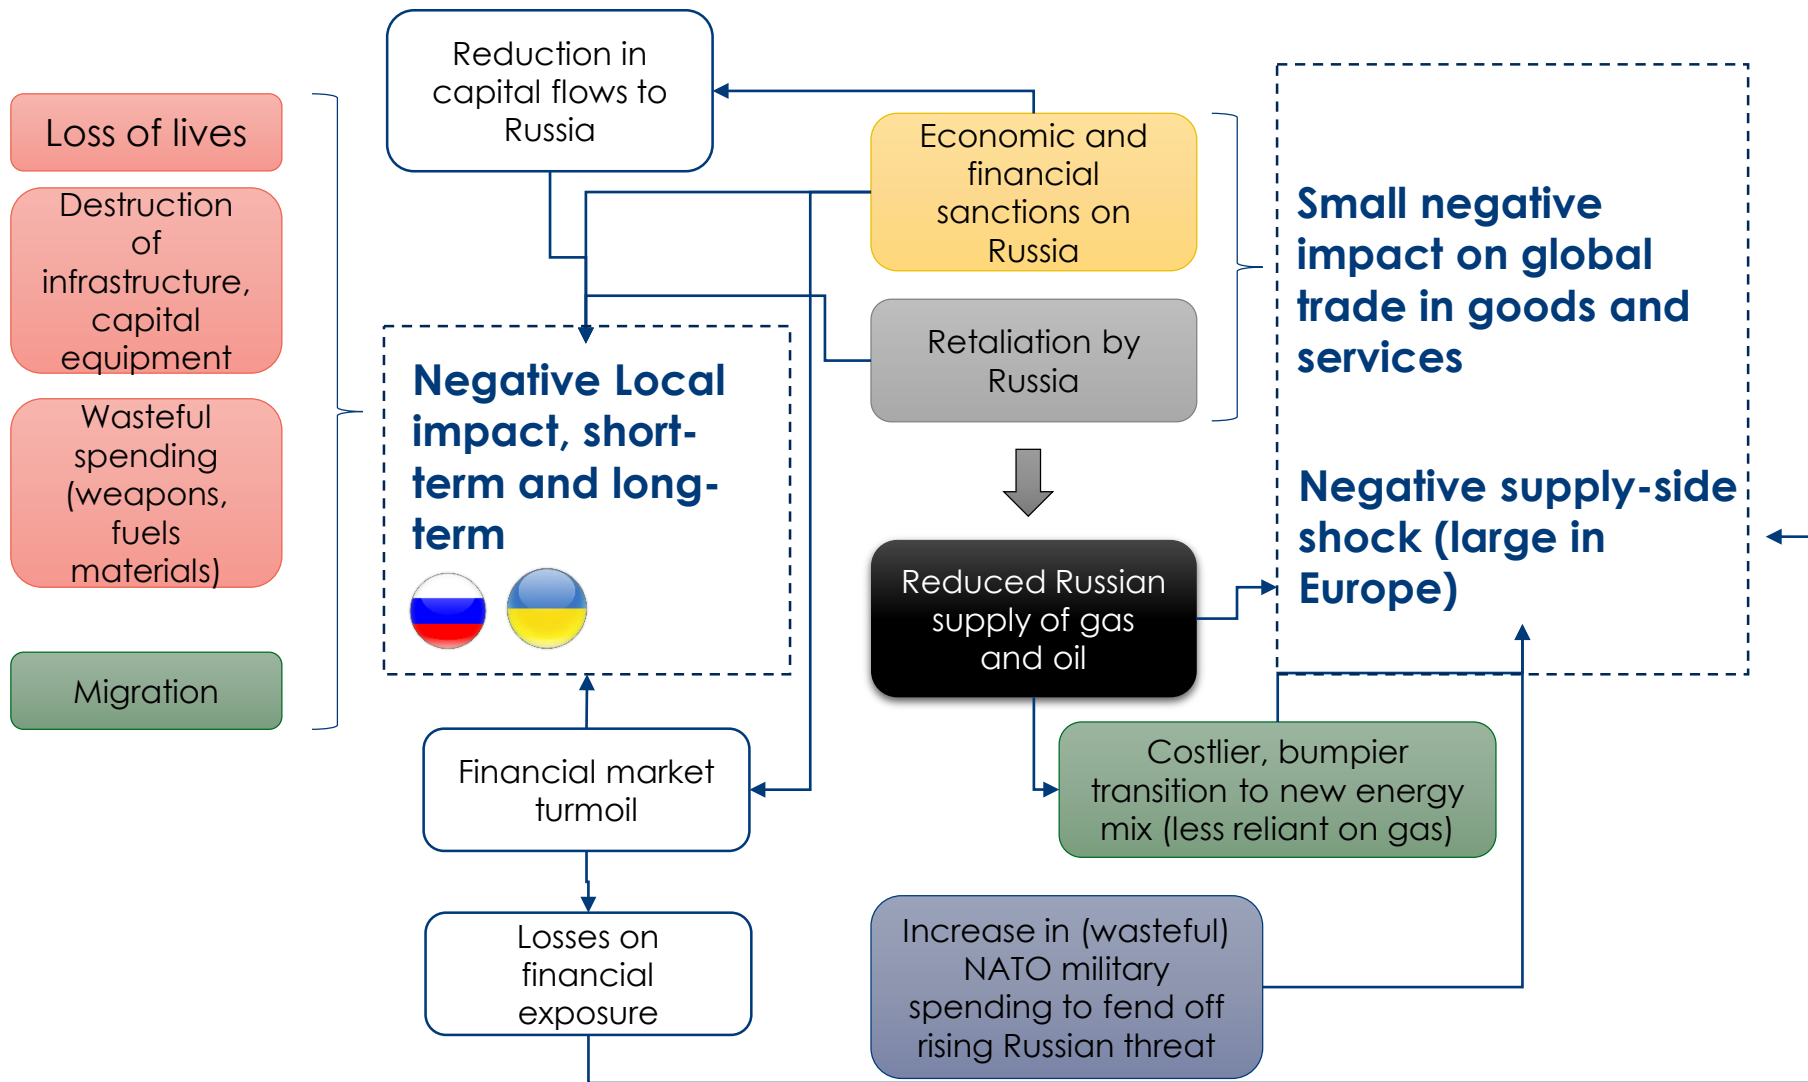 Reduction in
capital flows to
Russia
Loss of lives
Destruction
of
infrastructure,
capital
equipment
Wasteful
spending
(weapons,
fuels
materials)
Migration
Economic and
financial
sanctions on
Russia
Retaliation by
Russia
Negative Local
impact, short-
term and long-
term
Small negative
impact on global
trade in goods and
services
Negative supply-side
shock (large in
Europe)
Reduced Russian
supply of gas
and oil
Financial market
turmoil
Costlier, bumpier
transition to new energy
mix (less reliant on gas)
Losses on
financial
exposure
Increase in (wasteful)
NATO military
spending to fend off
rising Russian threat